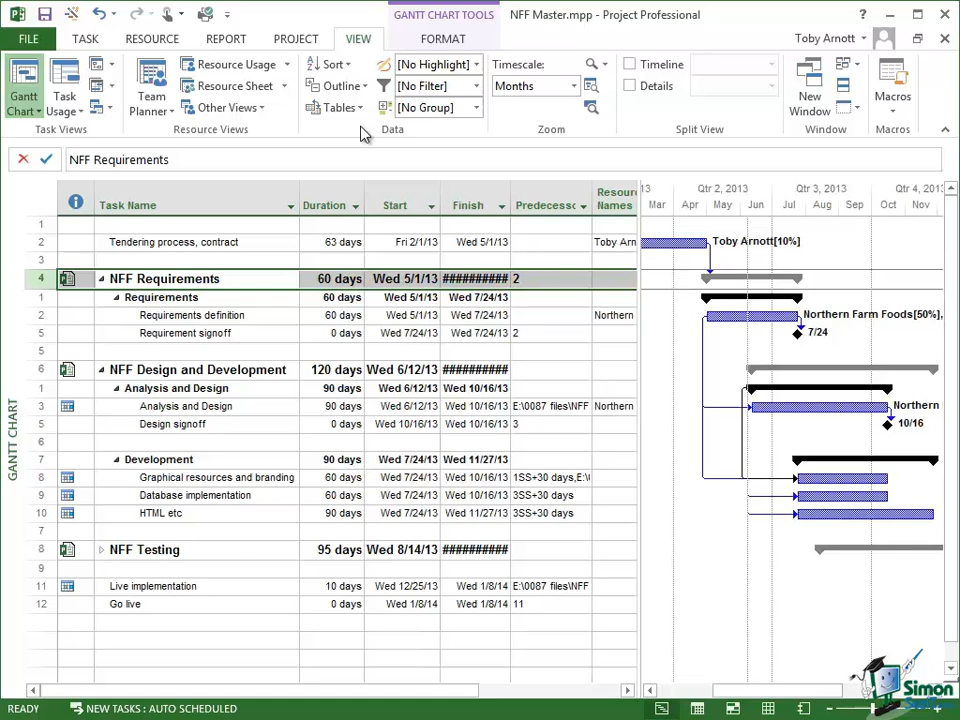 GANTT CHART TOOLS
NFF Master.mpp - Project Professional
FILE TASK RESOURCE REPORT PROJECT VIEW FORMAT
Toby Arnott
Gantt Chart
Task Usage
Task Views
Team Planner
Resource Usage
Resource Sheet
Other Views
Resource Views
Sort
Outline
Tables
[No Highlight]
[No Filter]
[No Group]
Data
Timescale:
Months
Zoom
Timeline
Details
Split View
New Window
Window
Macros
Macros
NFF Requirements
Task Name Duration Start Finish Predecesso Resour Names
13 Qtr 2, 2013 Qtr 3, 2013 Qtr 4, 2013
Mar Apr May Jun Jul Aug Sep Oct Nov
1
2 Tendering process, contract 63 days Fri 2/1/13 Wed 5/1/13 Toby Arn Toby Arnott[10%]
3
4 NFF Requirements 60 days Wed 5/1/13 ########## 2
1 Requirements 60 days Wed 5/1/13 Wed 7/24/13
2 Requirements definition 60 days Wed 5/1/13 Wed 7/24/13 Northern Northern Farm Foods[50%],
3 Requirement signoff 0 days Wed 7/24/13 Wed 7/24/13 2 7/24
5
6 NFF Design and Development 120 days Wed 6/12/13 ##########
1 Analysis and Design 90 days Wed 6/12/13 Wed 10/16/13
3 Analysis and Design 90 days Wed 6/12/13 Wed 10/16/13 E:\0087 files\NFF Northern Northern
5 Design signoff 0 days Wed 10/16/13 Wed 10/16/13 3 10/16
6
7 Development 90 days Wed 7/24/13 Wed 11/27/13
8 Graphical resources and branding 60 days Wed 7/24/13 Wed 10/16/13 1SS+30 days,E:\
9 Database implementation 60 days Wed 7/24/13 Wed 10/16/13 3SS+30 days
10 HTML etc 90 days Wed 7/24/13 Wed 11/27/13 3SS+30 days
7
8 NFF Testing 95 days Wed 8/14/13 ##########
9
11 Live implementation 10 days Wed 12/25/13 Wed 1/8/14 E:\0087 files\NFF
12 Go live 0 days Wed 1/8/14 Wed 1/8/14 11
GANTT CHART
Simon
READY NEW TASKS : AUTO SCHEDULED